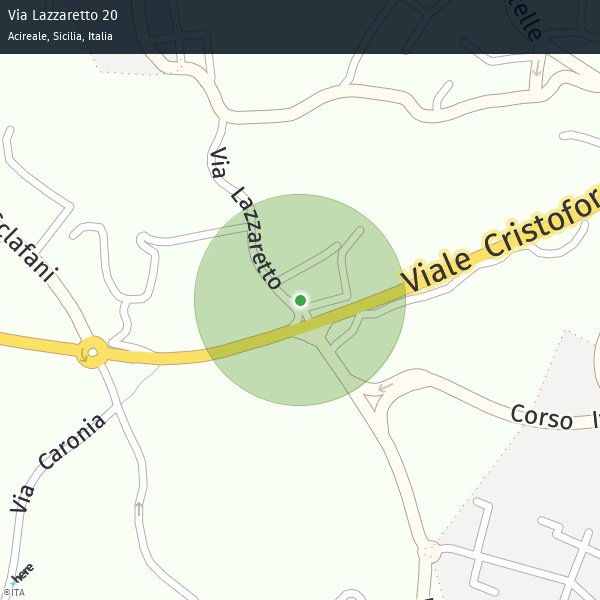 Via Lazzaretto 20
Acireale, Sicilia, Italia
telle
Via Lazzaretto
Viale Cristofor
Sclafani
Corso I
Via Caronia
here
©ITA